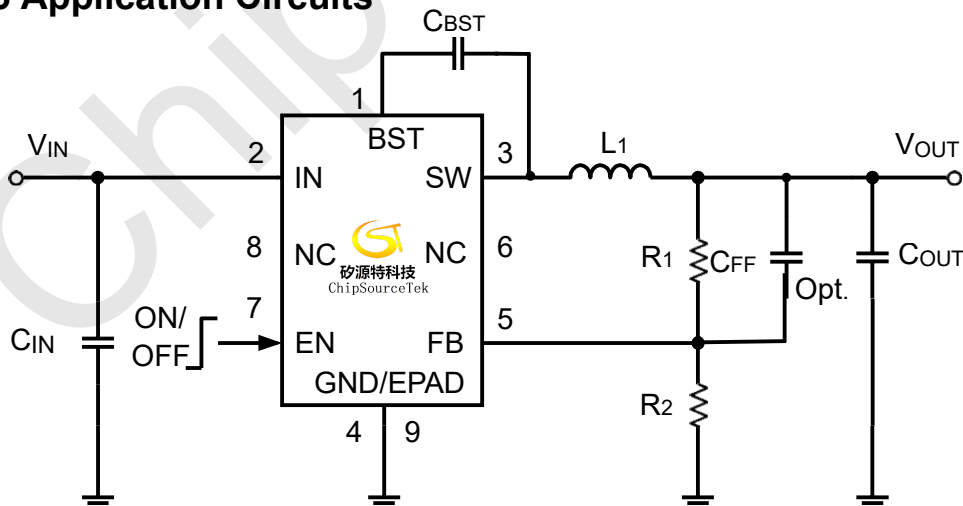 Application Circuits
CBST
1
BST
VIN
2
IN
SW
3
L1
VOUT
8
NC
NC
6
矽源特科技
ChipSourceTek
R1
CFF
Opt.
COUT
CIN
ON/
OFF
7
EN
FB
5
GND/EPAD
R2
4
9
Chip